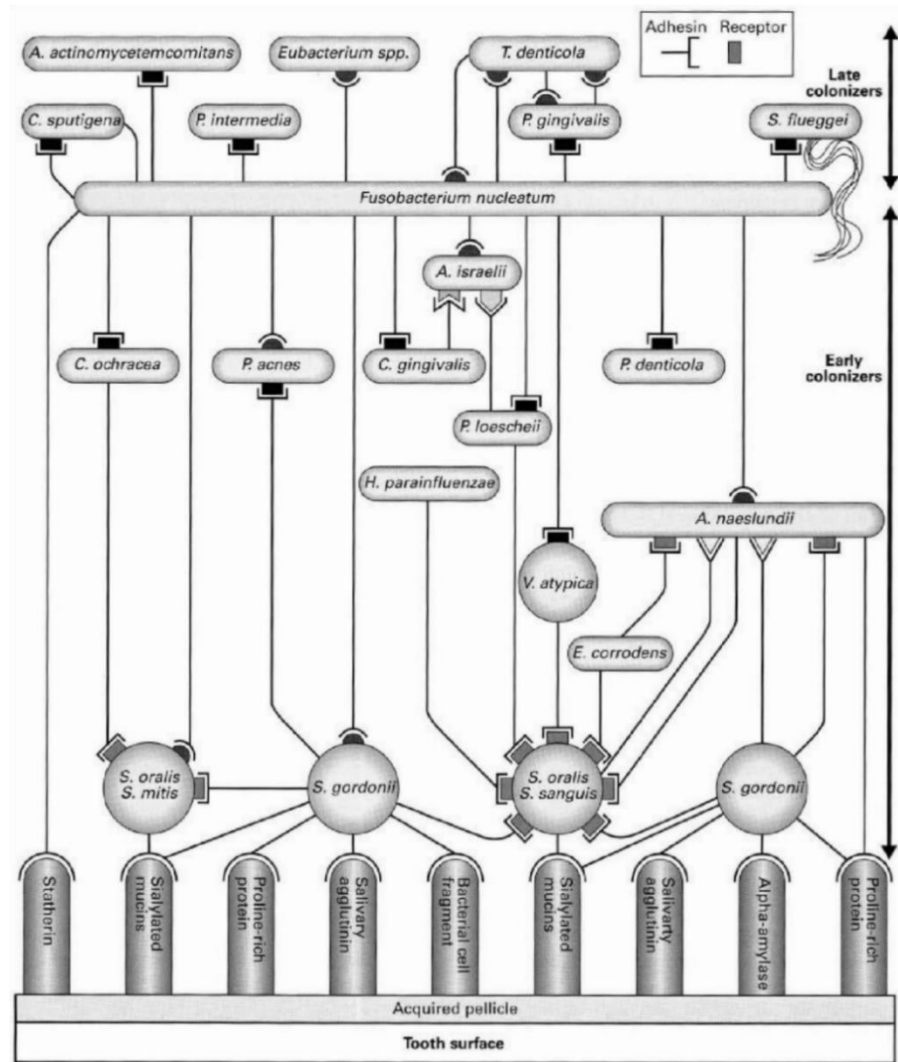 Adhesin Receptor
A. actinomycetemcomitans
Eubacterium spp.
T. denticola
Late
colonizers
C. sputigena
P. intermedia
P. gingivalis
S. flueggei
Fusobacterium nucleatum
A. israelii
C. ochracea
P. acnes
C. gingivalis
P. denticola
Early
colonizers
P. loescheii
H. parainfluenzae
A. naeslundii
V. atypica
E. corrodens
S. oralis
S. mitis
S. gordonii
S. oralis
S. sanguis
S. gordonii
Statherin
Sialylated
mucins
Proline-rich
protein
Salivary
agglutinin
Bacterial cell
fragment
Sialylated
mucins
Salivarty
agglutinin
Alpha-amylase
Proline-rich
protein
Acquired pellicle
Tooth surface